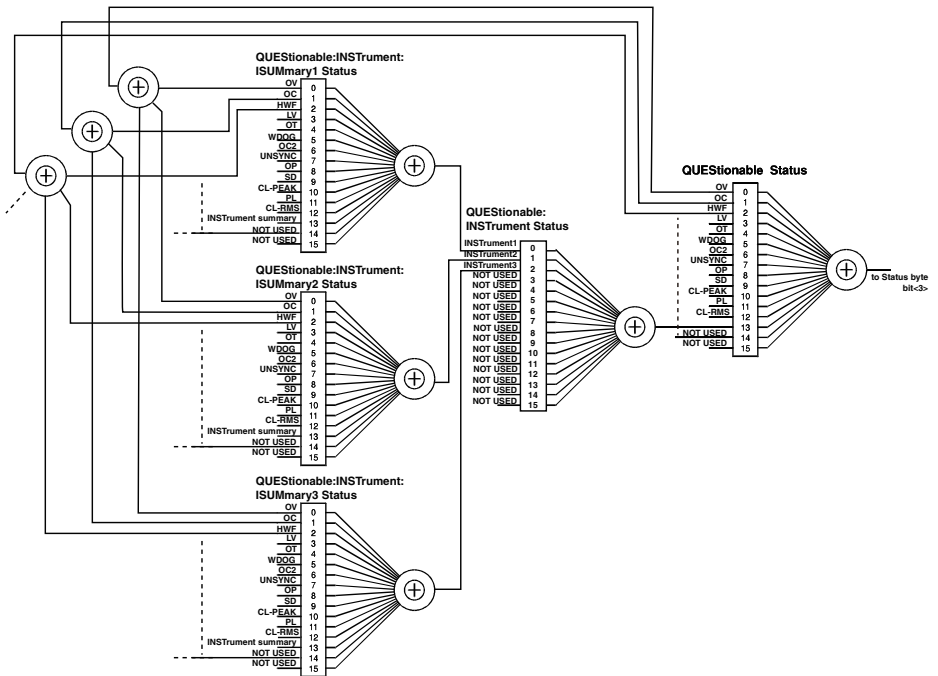 QUEStionable:INSTrument:
ISUMmary1 Status
OV 0
OC 1
HWF 2
LV 3
OT 4
WDOG 5
OC2 6
UNSYNC 7
OP 8
SD 9
CL-PEAK 10
PL 11
CL-RMS 12
INSTrument summary 13
NOT USED 14
NOT USED 15
QUEStionable:INSTrument:
ISUMmary2 Status
OV 0
OC 1
HWF 2
LV 3
OT 4
WDOG 5
OC2 6
UNSYNC 7
OP 8
SD 9
CL-PEAK 10
PL 11
CL-RMS 12
INSTrument summary 13
NOT USED 14
NOT USED 15
QUEStionable:INSTrument:
ISUMmary3 Status
OV 0
OC 1
HWF 2
LV 3
OT 4
WDOG 5
OC2 6
UNSYNC 7
OP 8
SD 9
CL-PEAK 10
PL 11
CL-RMS 12
INSTrument summary 13
NOT USED 14
NOT USED 15
QUEStionable:
INSTrument Status
INSTrument1 0
INSTrument2 1
INSTrument3 2
NOT USED 3
NOT USED 4
NOT USED 5
NOT USED 6
NOT USED 7
NOT USED 8
NOT USED 9
NOT USED 10
NOT USED 11
NOT USED 12
NOT USED 13
NOT USED 14
NOT USED 15
QUEStionable Status
OV 0
OC 1
HWF 2
LV 3
OT 4
WDOG 5
OC2 6
UNSYNC 7
OP 8
SD 9
CL-PEAK 10
PL 11
CL-RMS 12
13
NOT USED 14
NOT USED 15
to Status byte
bit<3>